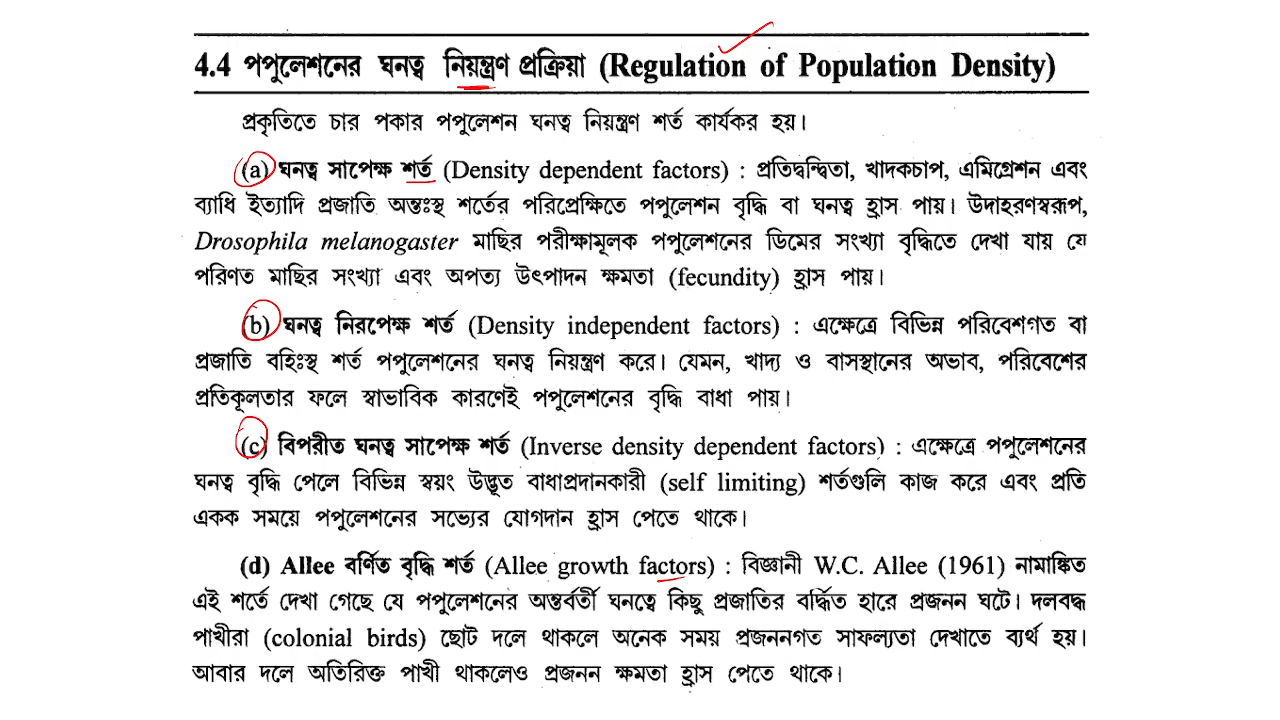 4.4 পপুলেশনের ঘনত্ব নিয়ন্ত্রণ প্রক্রিয়া (Regulation of Population Density)
প্রকৃতিতে চার পকার পপুলেশন ঘনত্ব নিয়ন্ত্রণ শর্ত কার্যকর হয়।
(a) ঘনত্ব সাপেক্ষ শর্ত (Density dependent factors) : প্রতিদ্বন্দ্বিতা, খাদকচাপ, এমিগ্রেশন এবং
ব্যাধি ইত্যাদি প্রজাতি অন্তঃস্থ শর্তের পরিপ্রেক্ষিতে পপুলেশন বৃদ্ধি বা ঘনত্ব হ্রাস পায়। উদাহরণস্বরূপ,
Drosophila melanogaster মাছির পরীক্ষামূলক পপুলেশনের ডিমের সংখ্যা বৃদ্ধিতে দেখা যায় যে
পরিণত মাছির সংখ্যা এবং অপত্য উৎপাদন ক্ষমতা (fecundity) হ্রাস পায়।
(b) ঘনত্ব নিরপেক্ষ শর্ত (Density independent factors) : এক্ষেত্রে বিভিন্ন পরিবেশগত বা
প্রজাতি বহিঃস্থ শর্ত পপুলেশনের ঘনত্ব নিয়ন্ত্রণ করে। যেমন, খাদ্য ও বাসস্থানের অভাব, পরিবেশের
প্রতিকূলতার ফলে স্বাভাবিক কারণেই পপুলেশনের বৃদ্ধি বাধা পায়।
(c) বিপরীত ঘনত্ব সাপেক্ষ শর্ত (Inverse density dependent factors) : এক্ষেত্রে পপুলেশনের
ঘনত্ব বৃদ্ধি পেলে বিভিন্ন স্বয়ং উদ্ভূত বাধাপ্রদানকারী (self limiting) শর্তগুলি কাজ করে এবং প্রতি
একক সময়ে পপুলেশনের সভ্যের যোগদান হ্রাস পেতে থাকে।
(d) Allee বর্ণিত বৃদ্ধি শর্ত (Allee growth factors) : বিজ্ঞানী W.C. Allee (1961) নামাঙ্কিত
এই শর্তে দেখা গেছে যে পপুলেশনের অন্তর্বর্তী ঘনত্বে কিছু প্রজাতির বর্দ্ধিত হারে প্রজনন ঘটে। দলবদ্ধ
পাখীরা (colonial birds) ছোট দলে থাকলে অনেক সময় প্রজননগত সাফল্যতা দেখাতে ব্যর্থ হয়।
আবার দলে অতিরিক্ত পাখী থাকলেও প্রজনন ক্ষমতা হ্রাস পেতে থাকে।